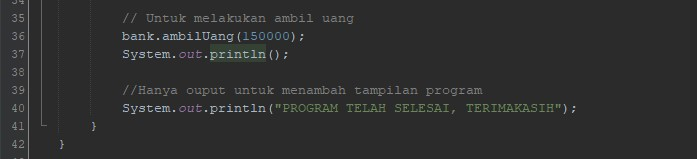 34
35 // Untuk melakukan ambil uang
36 bank.ambilUang(150000);
37 System.out.println();
38
39 //Hanya ouput untuk menambah tampilan program
40 System.out.println("PROGRAM TELAH SELESAI, TERIMAKASIH");
41 }
42 }